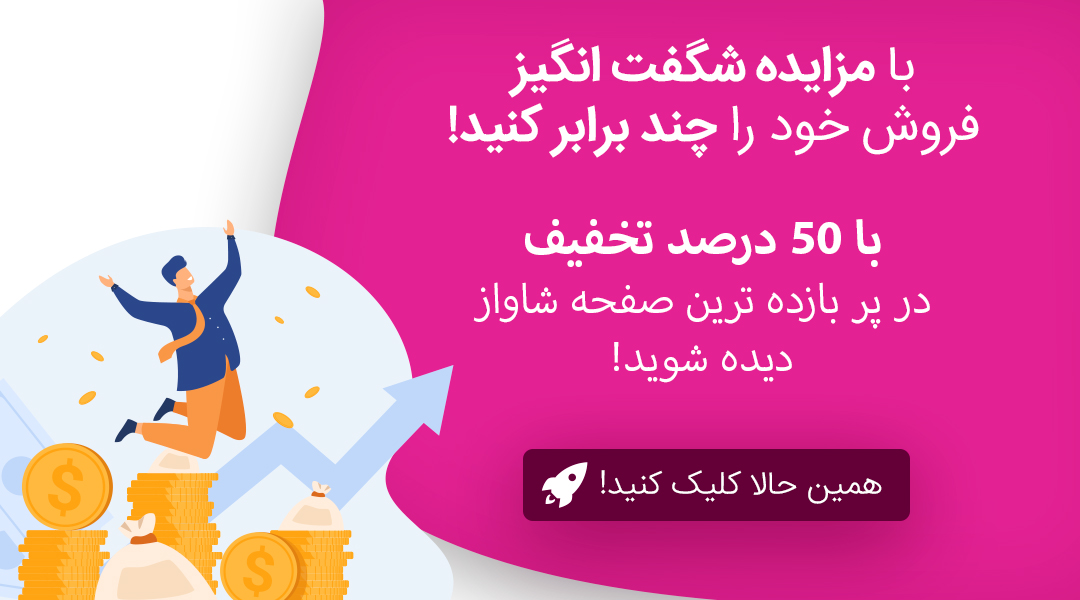 با مزایده شگفت انگیز
فروش خود را چند برابر کنید!
با 50 درصد تخفیف
در پر بازده ترین صفحه شاواز
دیده شوید!
همین حالا کلیک کنید!